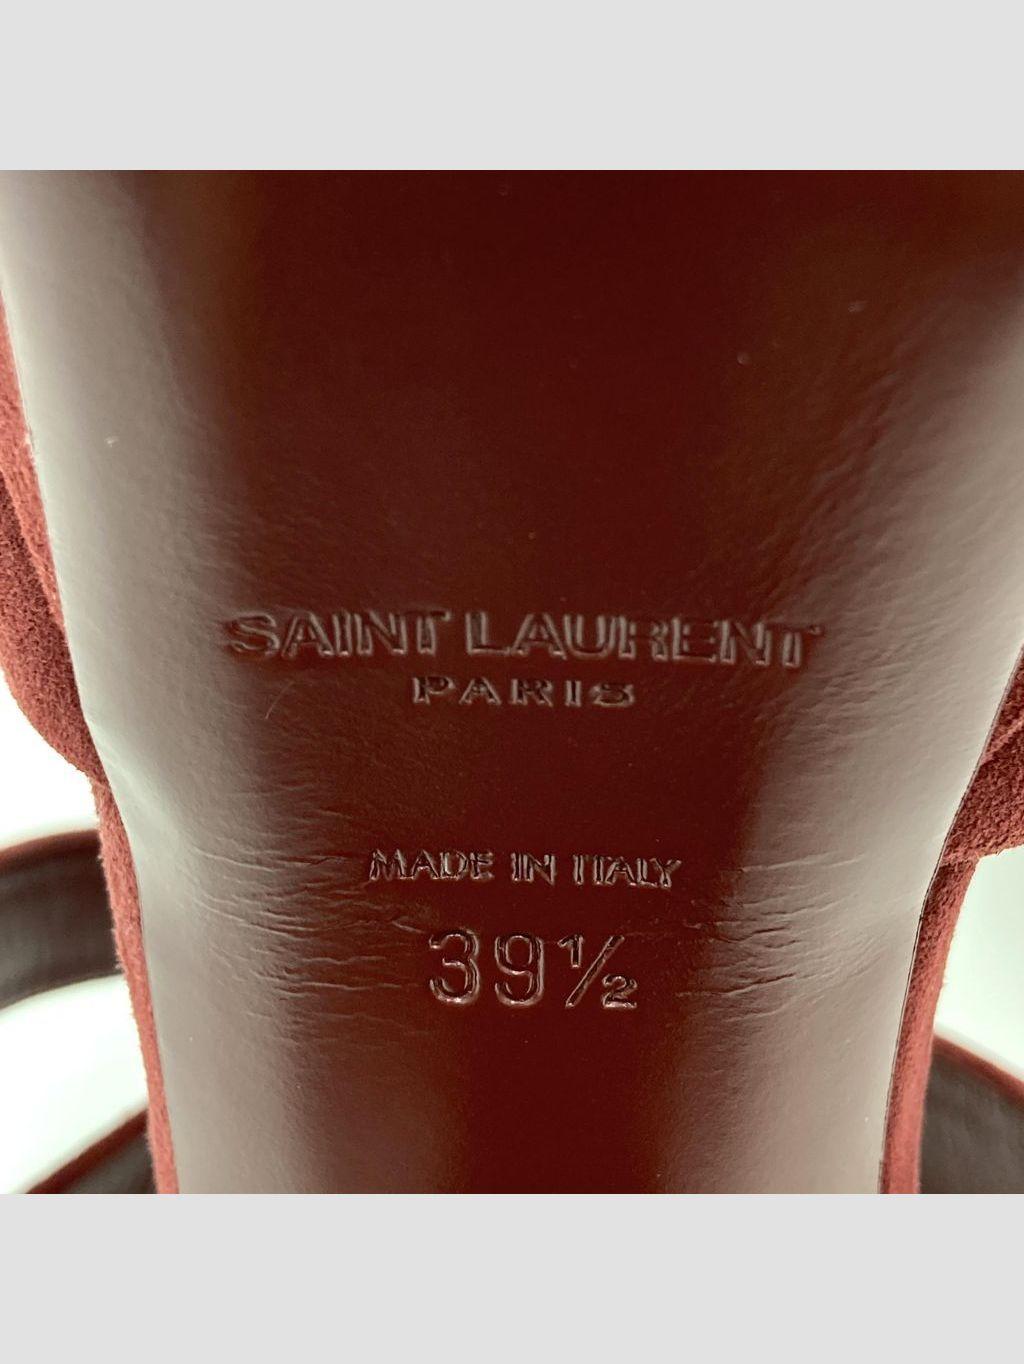 SAINT LAURENT
PARIS
MADE IN ITALY
39½